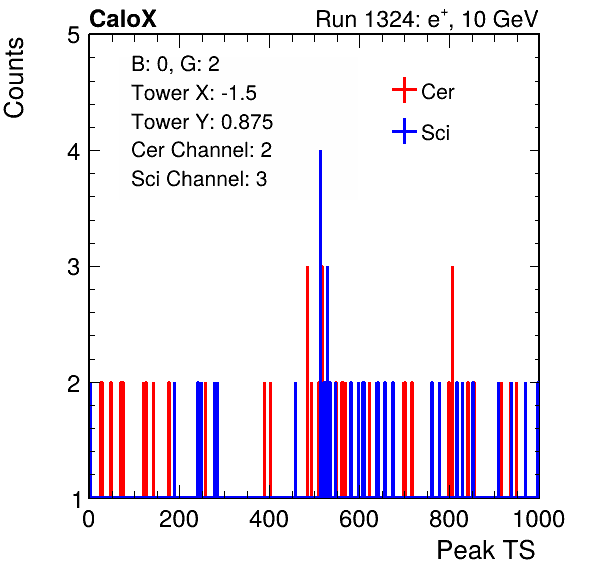 CaloX Run 1324: e+, 10 GeV
B: 0, G: 2
Tower X: -1.5
Tower Y: 0.875
Cer Channel: 2
Sci Channel: 3
Cer
Sci
Counts
5
4
3
2
1
0 200 400 600 800 1000
Peak TS